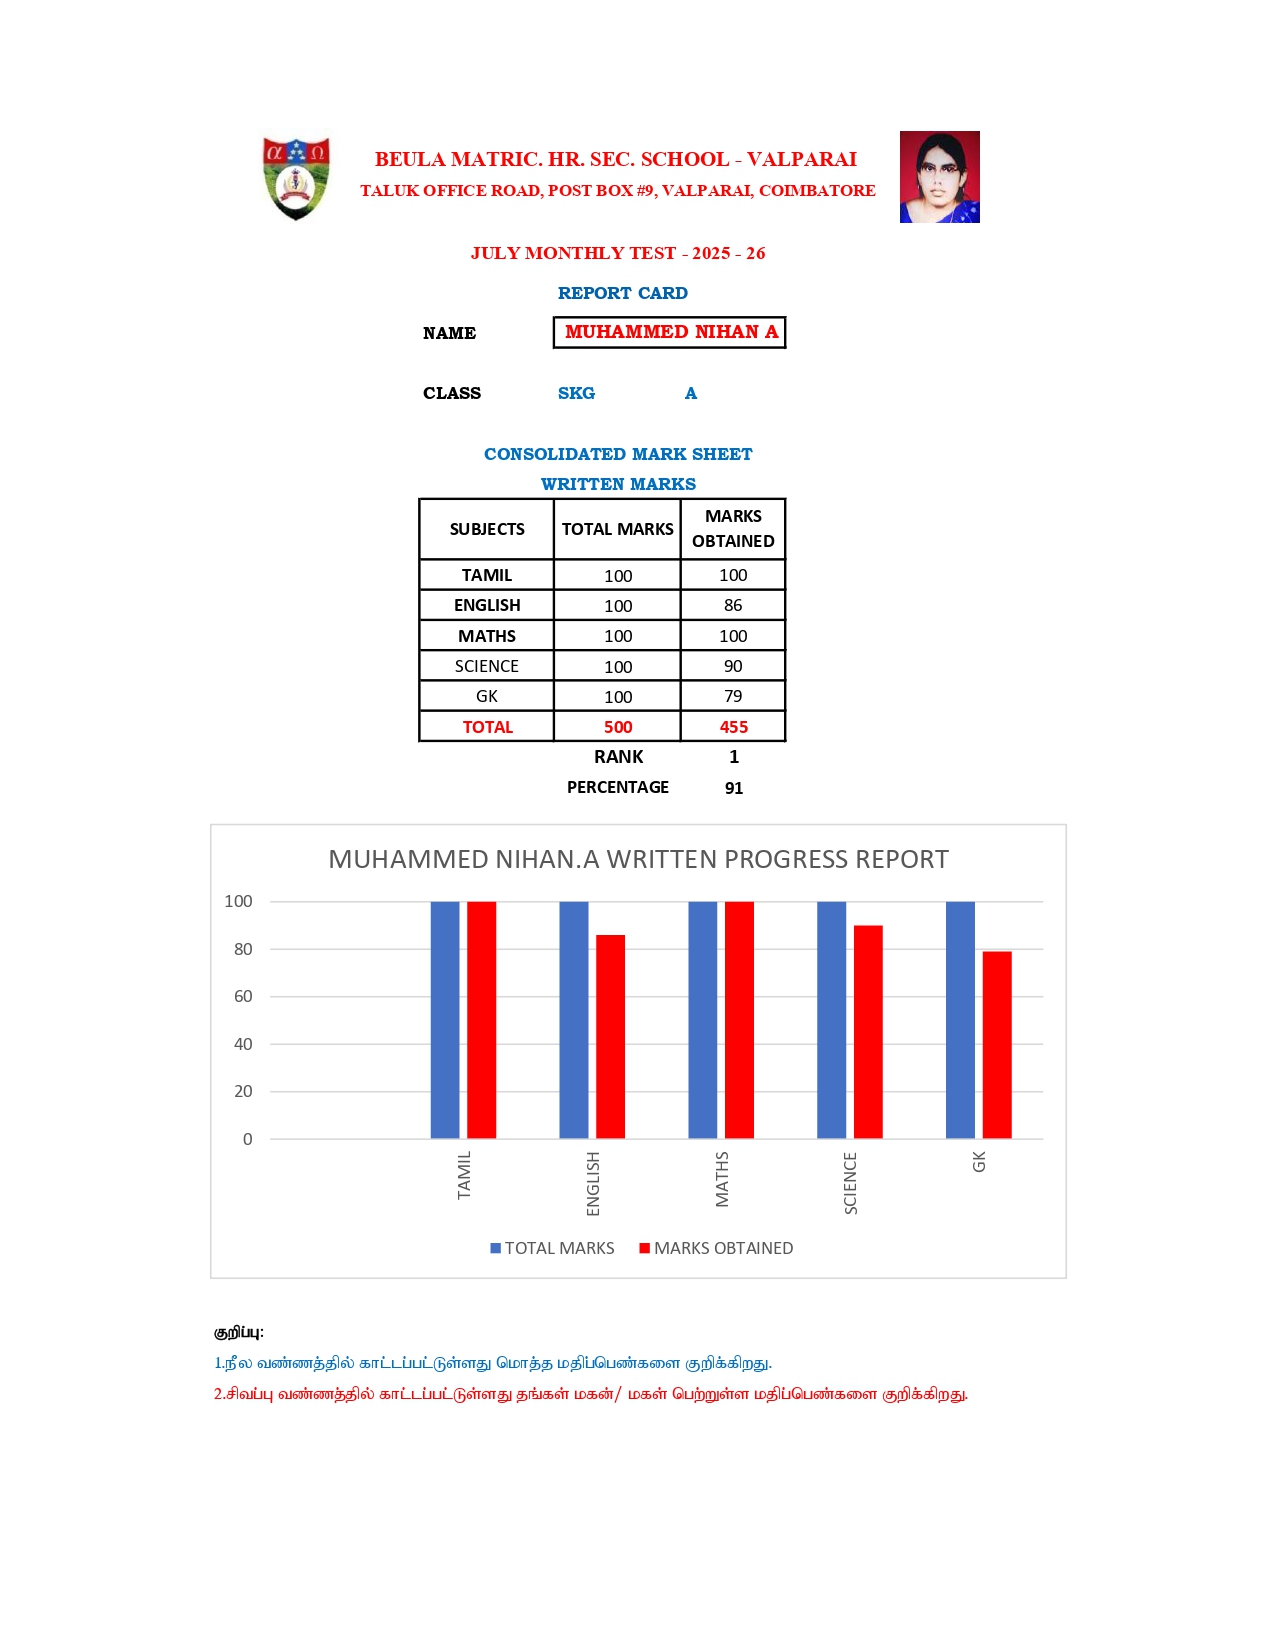 α Ω
BEULA MATRIC. HR. SEC. SCHOOL - VALPARAI
TALUK OFFICE ROAD, POST BOX #9, VALPARAI, COIMBATORE
JULY MONTHLY TEST - 2025 - 26
REPORT CARD
NAME MUHAMMED NIHAN A
CLASS SKG A
CONSOLIDATED MARK SHEET
WRITTEN MARKS
SUBJECTS TOTAL MARKS MARKS OBTAINED
TAMIL 100 100
ENGLISH 100 86
MATHS 100 100
SCIENCE 100 90
GK 100 79
TOTAL 500 455
RANK 1
PERCENTAGE 91
MUHAMMED NIHAN.A WRITTEN PROGRESS REPORT
100
80
60
40
20
0
TAMIL ENGLISH MATHS SCIENCE GK
TOTAL MARKS MARKS OBTAINED
குறிப்பு:
1.நீல வண்ணத்தில் காட்டப்பட்டுள்ளது மொத்த மதிப்பெண்களை குறிக்கிறது.
2.சிவப்பு வண்ணத்தில் காட்டப்பட்டுள்ளது தங்கள் மகன்/ மகள் பெற்றுள்ள மதிப்பெண்களை குறிக்கிறது.